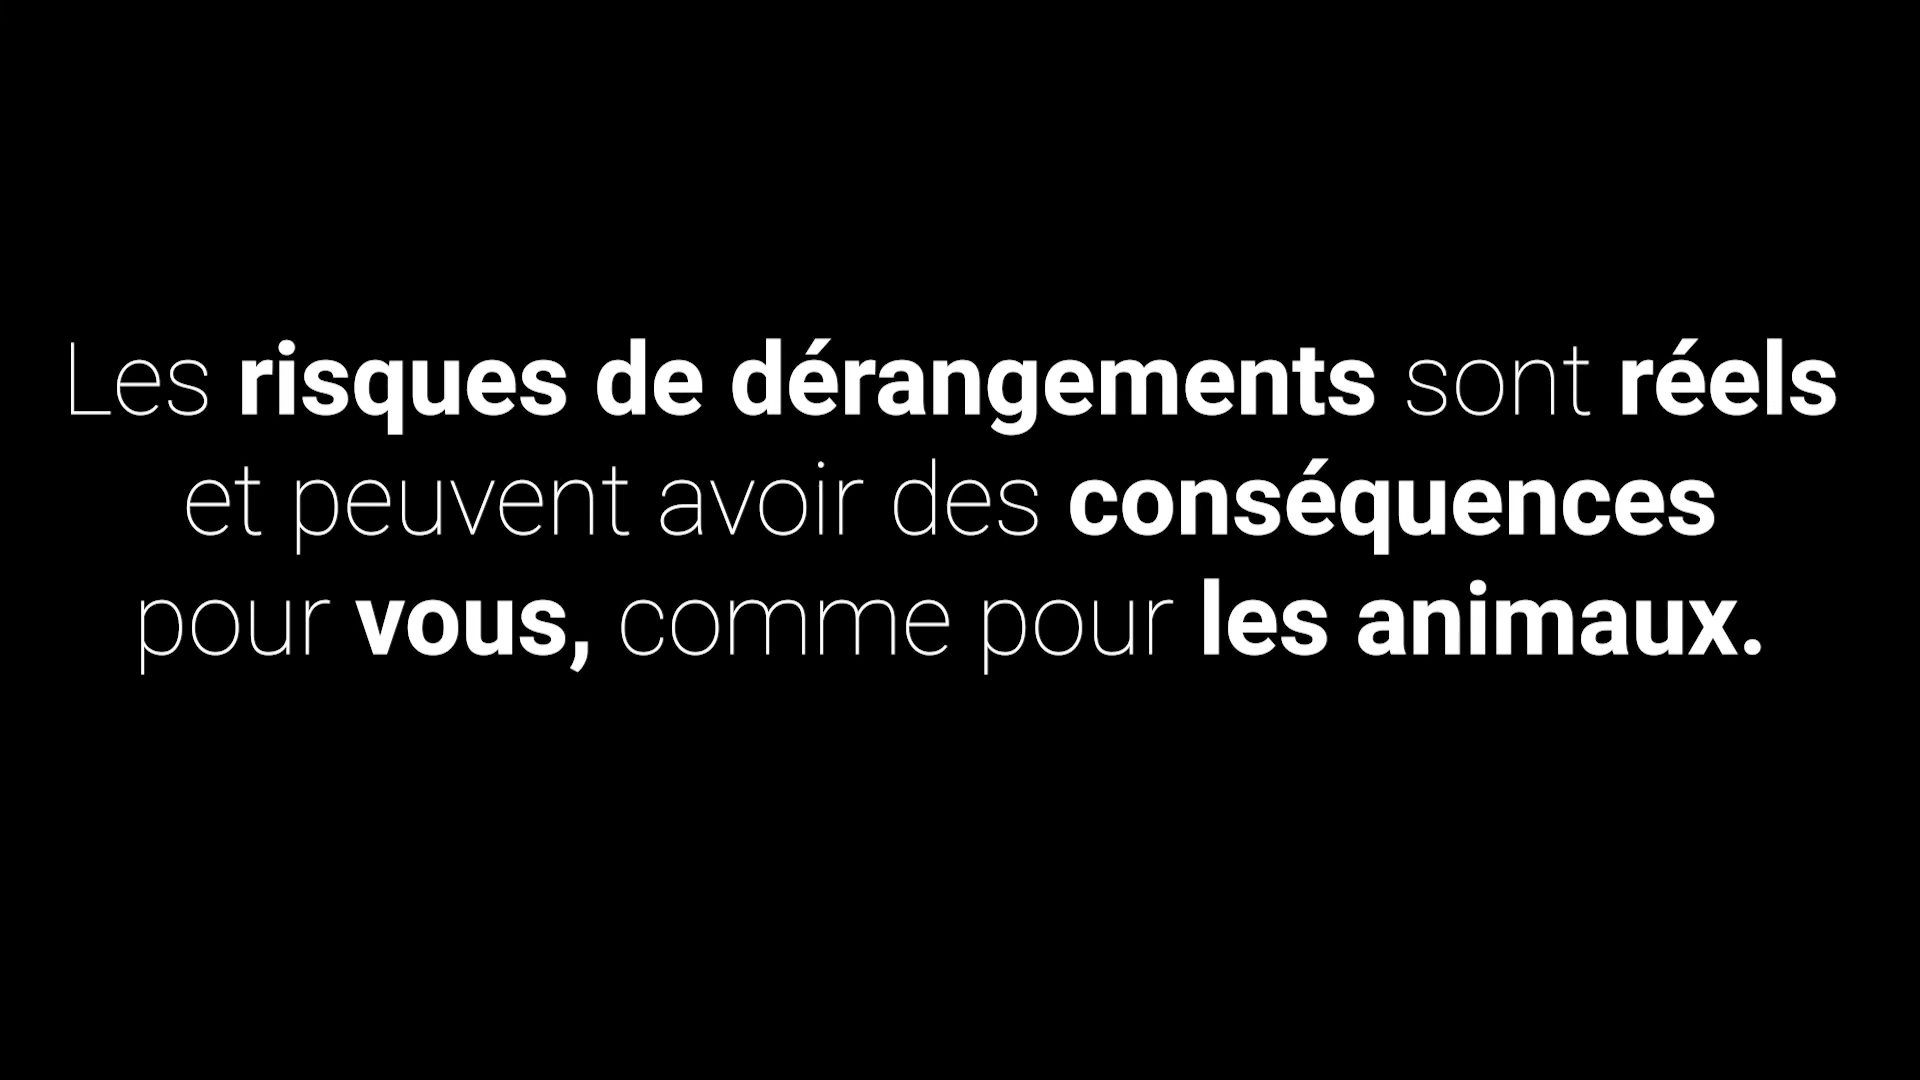 Les risques de dérangements sont réels
et peuvent avoir des conséquences
pour vous, comme pour les animaux.